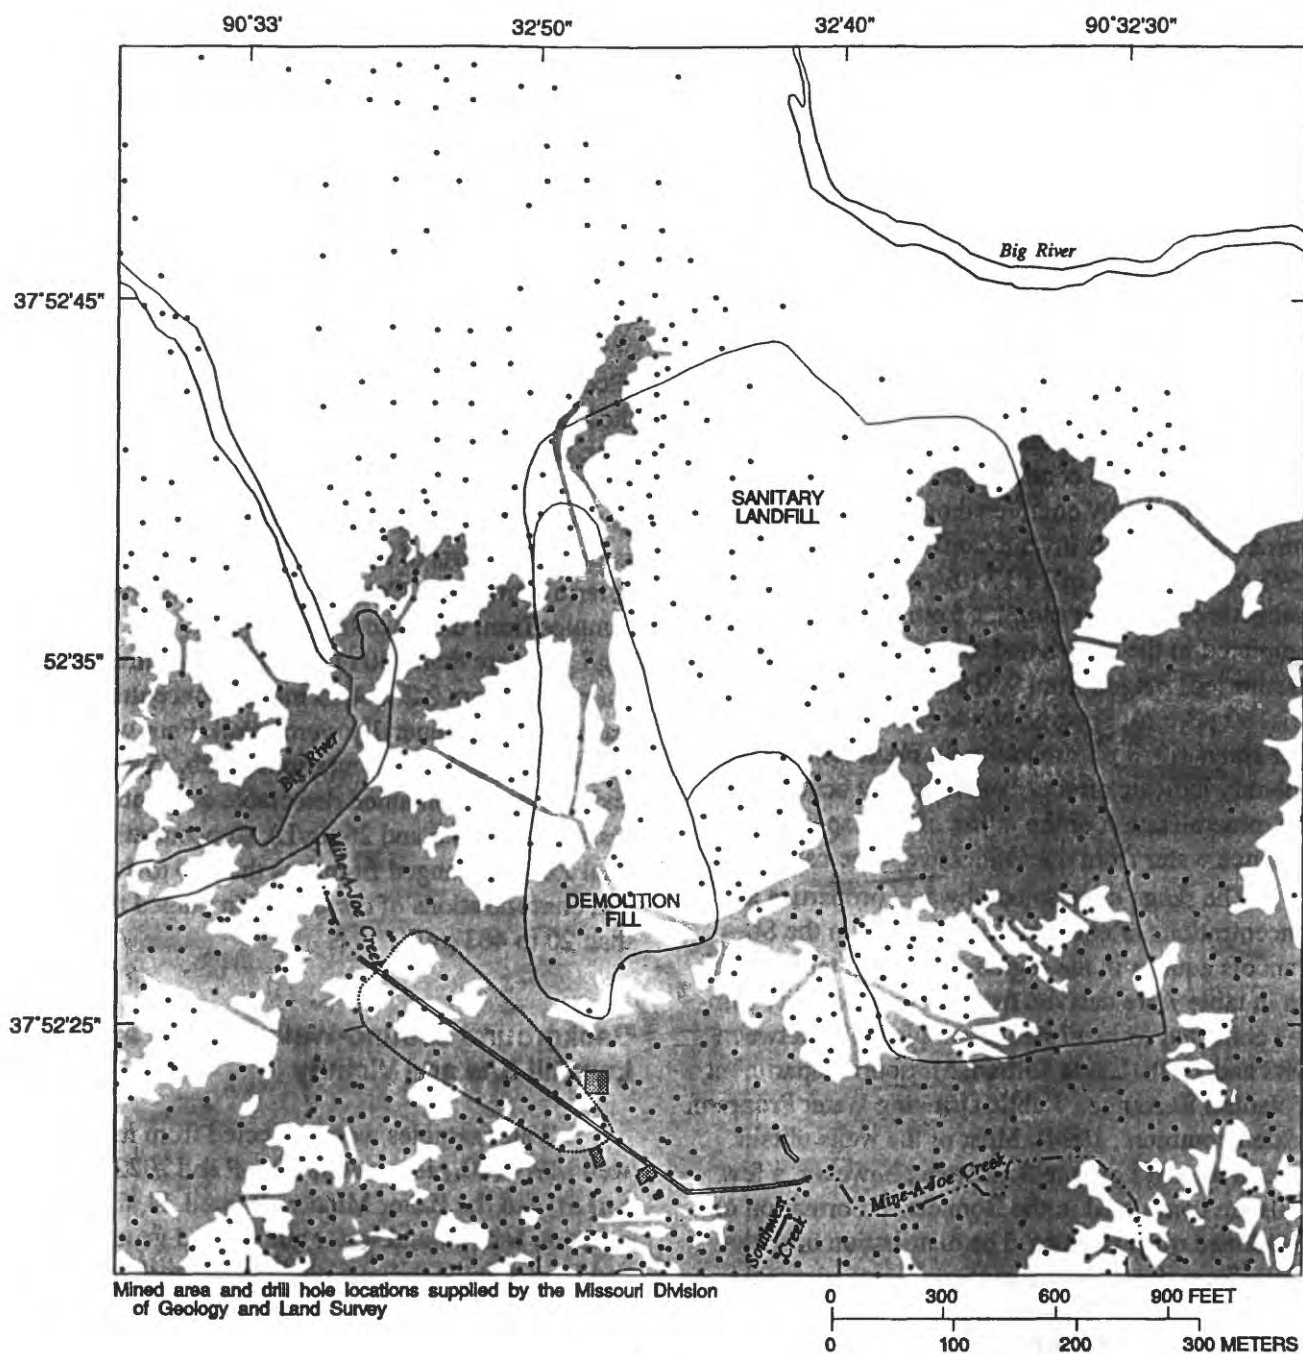 90°33' 32'50" 32'40" 90°32'30"
Big River
37°52'45"
SANITARY
LANDFILL
52'35"
Big River
Mine-A-Joe Creek
DEMOLITION
FILL
37°52'25"
Mine-A-Joe Creek
Southwest
Creek
Mined area and drill hole locations supplied by the Missouri Division
of Geology and Land Survey
0 300 600 900 FEET
0 100 200 300 METERS